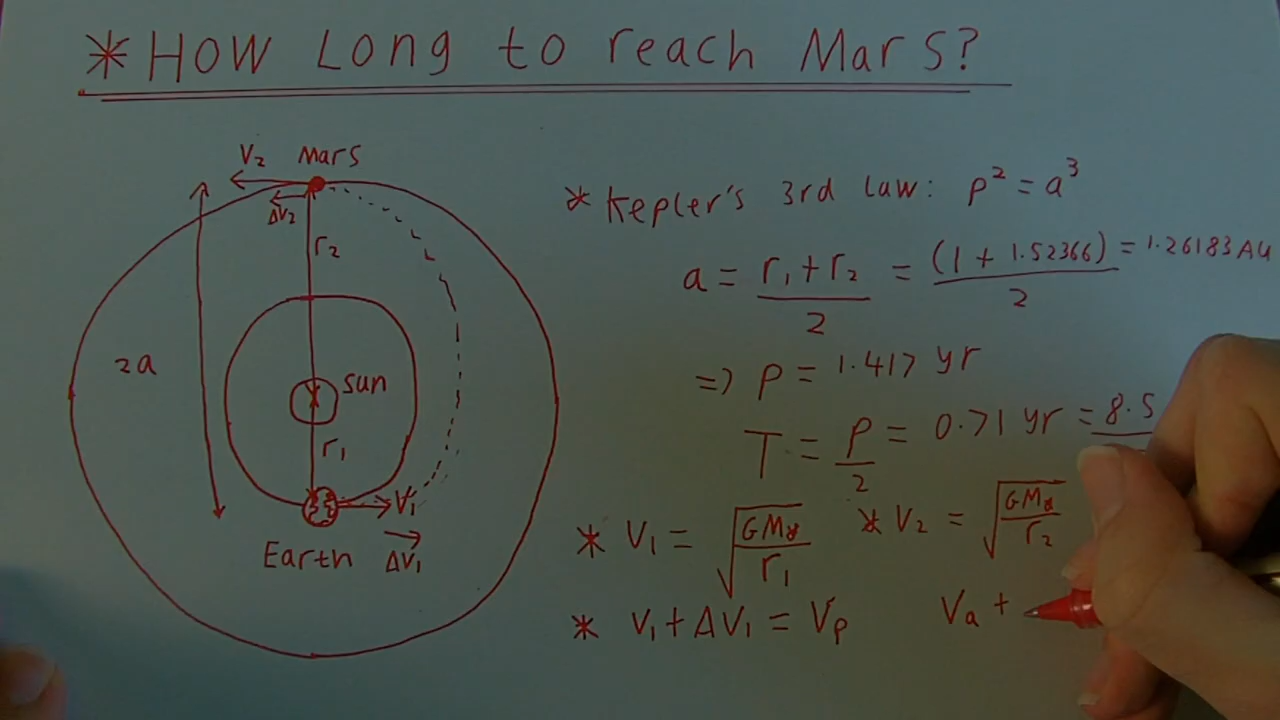 *How Long to reach Mars?
V₂ Mars
ΔV₂
r₂
2a
sun
r₁
V₁
Earth ΔV₁
* Kepler's 3rd law: p² = a³
a = r₁ + r₂ / 2 = (1 + 1.52366) / 2 = 1.26183 AU
=> p = 1.417 yr
T = p / 2 = 0.71 yr = 8.5
* V₁ = √GM / r₁ * V₂ = √GM / r₂
* V₁ + ΔV₁ = Vp Va +